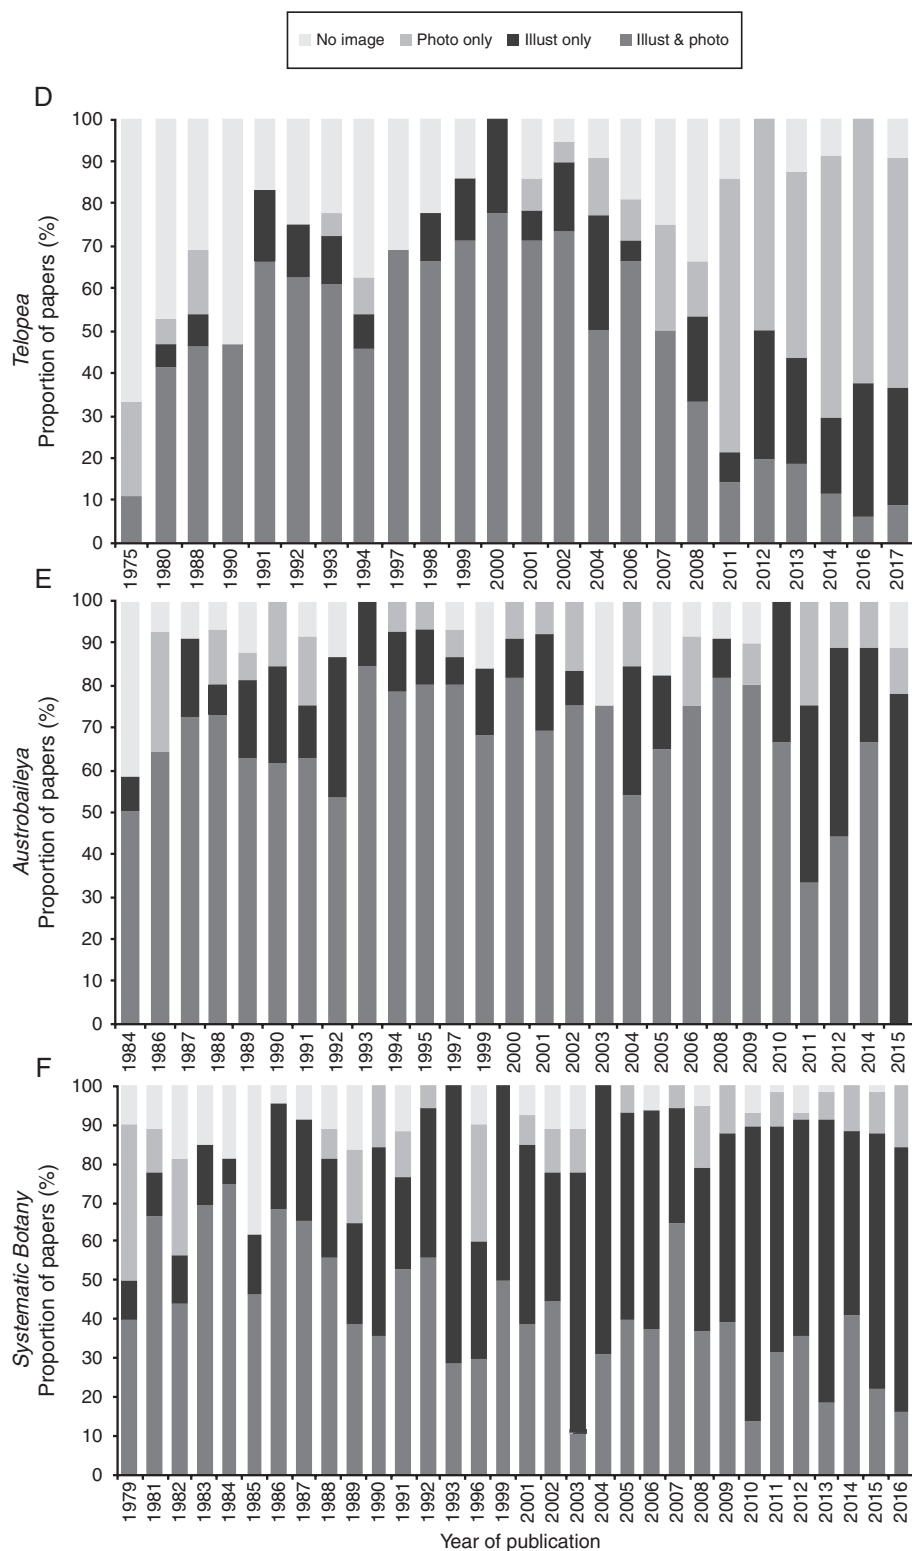 No image Photo only Illust only Illust & photo
D
Telopea
Proportion of papers (%)
100
90
80
70
60
50
40
30
20
10
0
1975 1980 1988 1990 1991 1992 1993 1994 1997 1998 1999 2000 2001 2002 2004 2006 2007 2008 2011 2012 2013 2014 2016 2017
E
Austrobaileya
Proportion of papers (%)
100
90
80
70
60
50
40
30
20
10
0
1984 1986 1987 1988 1989 1990 1991 1992 1993 1994 1995 1997 1999 2000 2001 2002 2003 2004 2005 2006 2008 2009 2010 2011 2012 2014 2015
F
Systematic Botany
Proportion of papers (%)
100
90
80
70
60
50
40
30
20
10
0
1979 1981 1982 1983 1984 1985 1986 1987 1988 1989 1990 1991 1992 1993 1996 1999 2001 2002 2003 2004 2005 2006 2007 2008 2009 2010 2011 2012 2013 2014 2015 2016
Year of publication